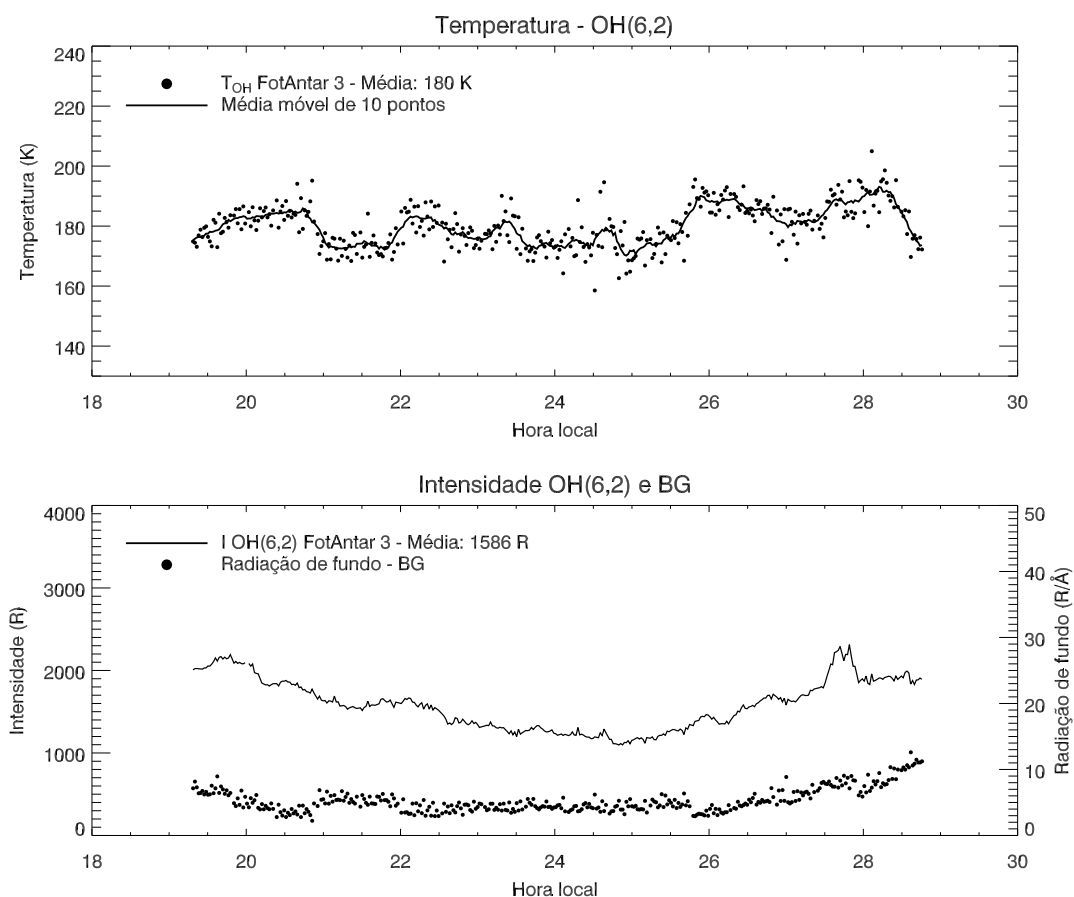 Temperatura - OH(6,2)
240
220
200
180
160
140
Temperatura (K)
T_OH FotAntar 3 - Média: 180 K
Média móvel de 10 pontos
18 20 22 24 26 28 30
Hora local
Intensidade OH(6,2) e BG
4000
3000
2000
1000
0
Intensidade (R)
I OH(6,2) FotAntar 3 - Média: 1586 R
Radiação de fundo - BG
50
40
30
20
10
0
Radiação de fundo (R/Å)
18 20 22 24 26 28 30
Hora local